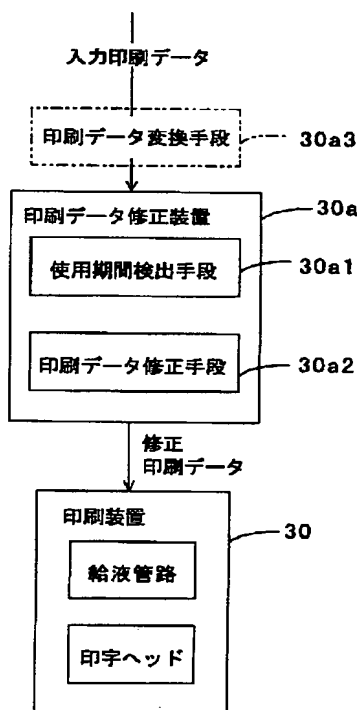 入力印刷データ
印刷データ変換手段
30a3
30a
印刷データ修正装置
使用期間検出手段
30a1
印刷データ修正手段
30a2
修正
印刷データ
印刷装置
30
給液管路
印字ヘッド